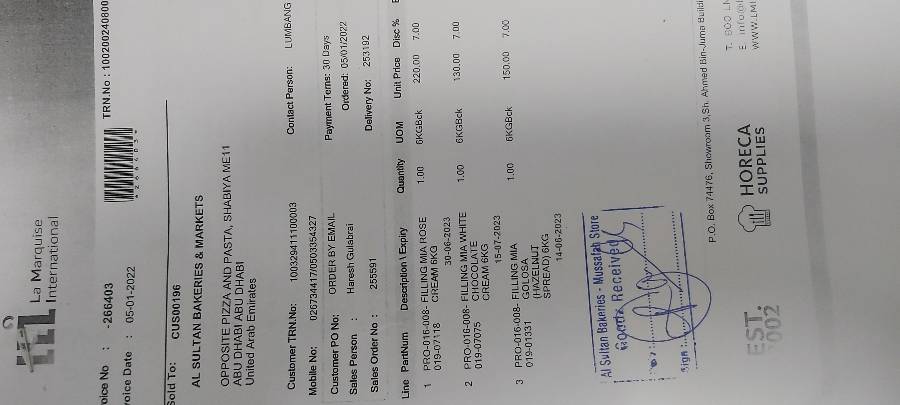 La Marquise
International
voice No : -266403
TRN.No : 10020024080
*266403*
voice Date : 05-01-2022
Sold To: CUS00196
AL SULTAN BAKERIES & MARKETS
OPPOSITE PIZZA AND PASTA, SHABIYA ME11
ABU DHABI ABU DHABI
United Arab Emirates
Customer TRN.No: 100329411100003
Contact Person: LUMBANG
Mobile No: 026734417/0503354327
Customer PO No: ORDER BY EMAIL
Payment Terms: 30 Days
Sales Person : Haresh Gulabrai
Ordered: 05/01/2022
Sales Order No : 255591
Delivery No: 253192
Line PartNum Description \ Expiry Quantity UOM Unit Price Disc %
1 PRO-016-008- FILLING MIA ROSE 1.00 6KGBck 220.00 7.00
019-07118 CREAM 6KG
30-06-2023
2 PRO-016-008- FILLING MIA WHITE 1.00 6KGBck 130.00 7.00
019-07075 CHOCOLATE
CREAM 6KG
15-07-2023
3 PRO-016-008- FILLING MIA 1.00 6KGBck 150.00 7.00
019-01331 GOLOSA
(HAZELNUT
SPREAD) 6KG
14-06-2023
Al Sultan Bakeries - Mussafah Store
Goods Received
By :
Sign :
P.O. Box 74476, Showroom 3,Sh. Ahmed Bin-Juma Buildi
EST.
2002
HORECA
SUPPLIES
T. 800 LM
E. info@l
WWW.LMI